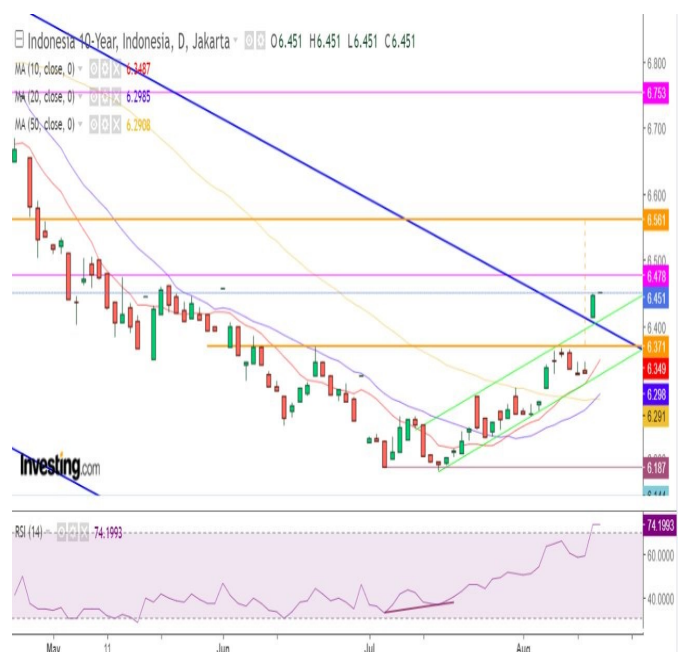 Indonesia 10-Year, Indonesia, D, Jakarta O6.451 H6.451 L6.451 C6.451
MA (10, close, 0) 6.3487
MA (20, close, 0) 6.2985
MA (50, close, 0) 6.2908
6.800
6.753
6.700
6.600
6.561
6.500
6.478
6.451
6.400
6.371
6.349
6.298
6.291
6.187
Investing.com
RSI (14) 74.1993
74.1993
60.0000
40.0000
May 11 Jun Jul Aug